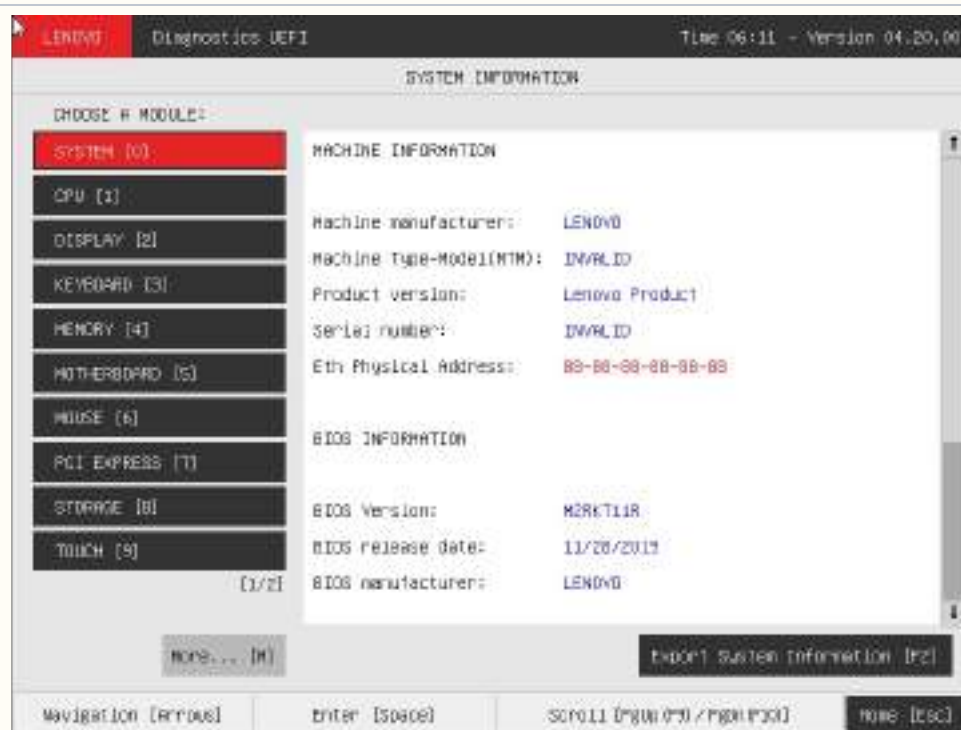 LENOVO Diagnostics UEFI Time 06:11 - Version 04.20.00
SYSTEM INFORMATION
CHOOSE A MODULE:
SYSTEM [0]
CPU [1]
DISPLAY [2]
KEYBOARD [3]
MEMORY [4]
MOTHERBOARD [5]
MOUSE [6]
PCI EXPRESS [7]
STORAGE [8]
TOUCH [9]
[1/2]
More... [M]
MACHINE INFORMATION
Machine manufacturer: LENOVO
Machine Type-Model(MTM): INVALID
Product version: Lenovo Product
Serial number: INVALID
Eth Physical Address:
BIOS INFORMATION
BIOS Version: M2RKT11R
BIOS release date:
BIOS manufacturer: LENOVO
Export System Information [F2]
Navigation [Arrows] Enter [Space] Scroll Home [Esc]